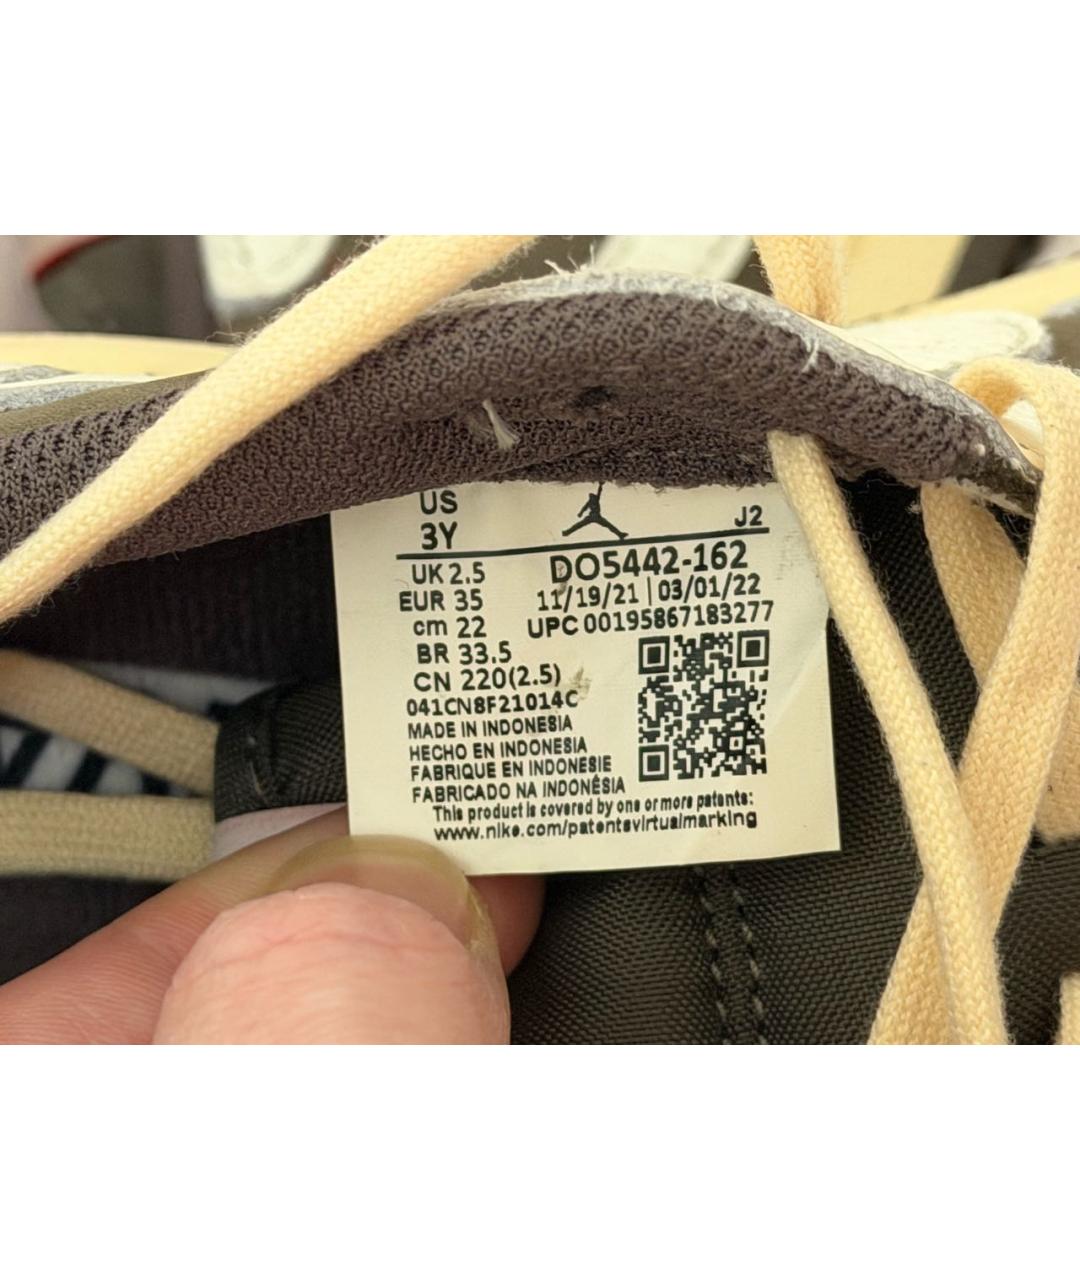 US
3Y
J2
UK 2.5
DO5442-162
EUR 35
11/19/21 | 03/01/22
cm 22
UPC 00195867183277
BR 33.5
CN 220(2.5)
041CN8F21014C
MADE IN INDONESIA
HECHO EN INDONESIA
FABRIQUE EN INDONESIE
FABRICADO NA INDONÉSIA
This product is covered by one or more patents:
www.nike.com/patentsvirtualmarking